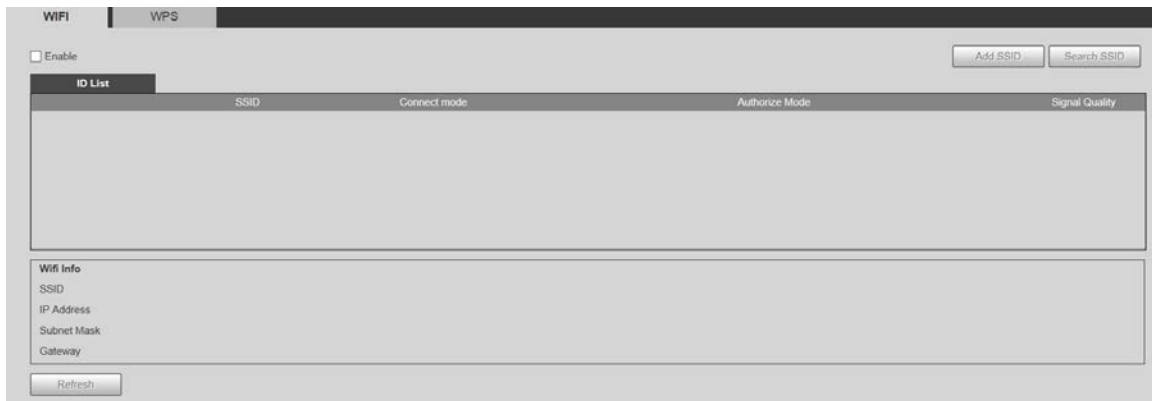 WIFI WPS
Enable Add SSID Search SSID
ID List
SSID Connect mode Authorize Mode Signal Quality
Wifi Info
SSID
IP Address
Subnet Mask
Gateway
Refresh